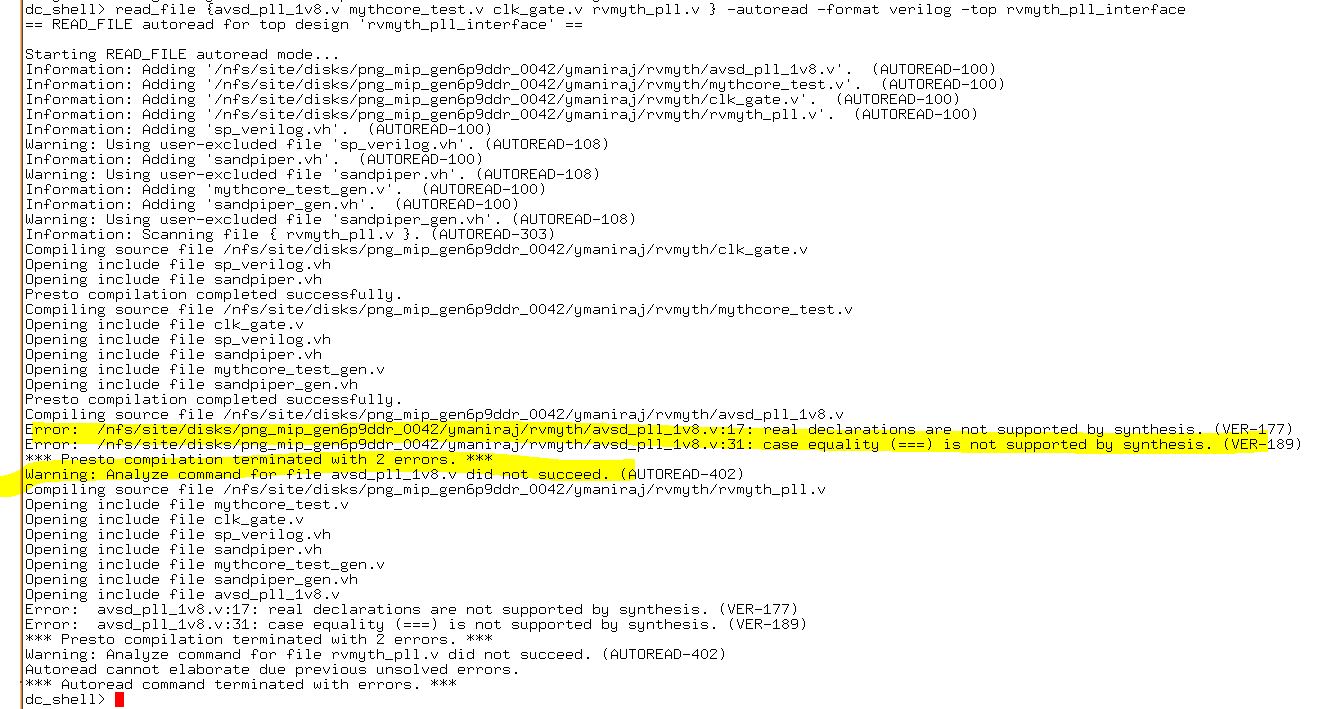 dc_shell> read_file {avsd_pll_1v8.v mythcore_test.v clk_gate.v rvmyth_pll.v } -autoread -format verilog -top rvmyth_pll_interface
== READ_FILE autoread for top design 'rvmyth_pll_interface' ==
Starting READ_FILE autoread mode...
Information: Adding '/nfs/site/disks/png_mip_gen6p9ddr_0042/ymaniraj/rvmyth/avsd_pll_1v8.v'.  (AUTOREAD-100)
Information: Adding '/nfs/site/disks/png_mip_gen6p9ddr_0042/ymaniraj/rvmyth/mythcore_test.v'.  (AUTOREAD-100)
Information: Adding '/nfs/site/disks/png_mip_gen6p9ddr_0042/ymaniraj/rvmyth/clk_gate.v'.  (AUTOREAD-100)
Information: Adding '/nfs/site/disks/png_mip_gen6p9ddr_0042/ymaniraj/rvmyth/rvmyth_pll.v'.  (AUTOREAD-100)
Information: Adding 'sp_verilog.vh'.  (AUTOREAD-100)
Warning: Using user-excluded file 'sp_verilog.vh'. (AUTOREAD-108)
Information: Adding 'sandpiper.vh'.  (AUTOREAD-100)
Warning: Using user-excluded file 'sandpiper.vh'. (AUTOREAD-108)
Information: Adding 'mythcore_test_gen.v'.  (AUTOREAD-100)
Information: Adding 'sandpiper_gen.vh'.  (AUTOREAD-100)
Warning: Using user-excluded file 'sandpiper_gen.vh'. (AUTOREAD-108)
Information: Scanning file { rvmyth_pll.v }. (AUTOREAD-303)
Compiling source file /nfs/site/disks/png_mip_gen6p9ddr_0042/ymaniraj/rvmyth/clk_gate.v
Opening include file sp_verilog.vh
Opening include file sandpiper.vh
Presto compilation completed successfully.
Compiling source file /nfs/site/disks/png_mip_gen6p9ddr_0042/ymaniraj/rvmyth/mythcore_test.v
Opening include file clk_gate.v
Opening include file sp_verilog.vh
Opening include file sandpiper.vh
Opening include file mythcore_test_gen.v
Opening include file sandpiper_gen.vh
Presto compilation completed successfully.
Compiling source file /nfs/site/disks/png_mip_gen6p9ddr_0042/ymaniraj/rvmyth/avsd_pll_1v8.v
Error:  /nfs/site/disks/png_mip_gen6p9ddr_0042/ymaniraj/rvmyth/avsd_pll_1v8.v:17: real declarations are not supported by synthesis. (VER-177)
Error:  /nfs/site/disks/png_mip_gen6p9ddr_0042/ymaniraj/rvmyth/avsd_pll_1v8.v:31: case equality (===) is not supported by synthesis. (VER-189)
*** Presto compilation terminated with 2 errors. ***
Warning: Analyze command for file avsd_pll_1v8.v did not succeed. (AUTOREAD-402)
Compiling source file /nfs/site/disks/png_mip_gen6p9ddr_0042/ymaniraj/rvmyth/rvmyth_pll.v
Opening include file mythcore_test.v
Opening include file clk_gate.v
Opening include file sp_verilog.vh
Opening include file sandpiper.vh
Opening include file mythcore_test_gen.v
Opening include file sandpiper_gen.vh
Opening include file avsd_pll_1v8.v
Error:  avsd_pll_1v8.v:17: real declarations are not supported by synthesis. (VER-177)
Error:  avsd_pll_1v8.v:31: case equality (===) is not supported by synthesis. (VER-189)
*** Presto compilation terminated with 2 errors. ***
Warning: Analyze command for file rvmyth_pll.v did not succeed. (AUTOREAD-402)
Autoread cannot elaborate due previous unsolved errors.
*** Autoread command terminated with errors. ***
dc_shell>